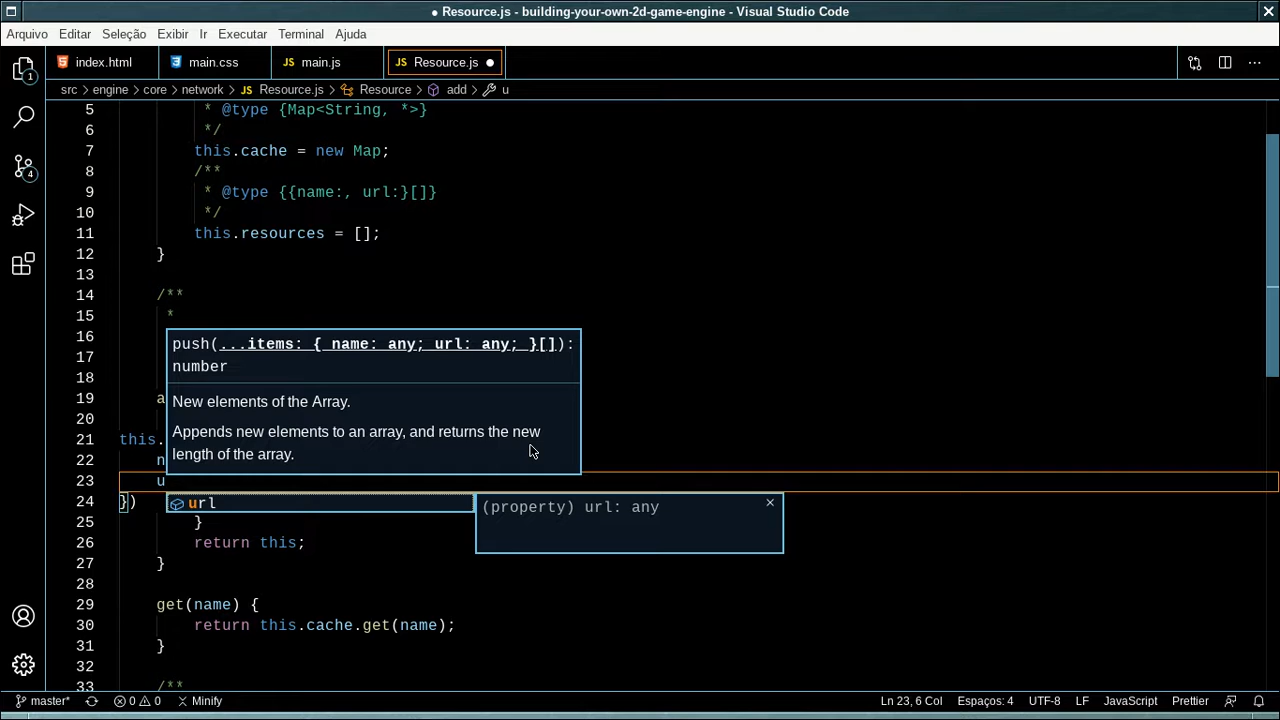 ● Resource.js - building-your-own-2d-game-engine - Visual Studio Code
Arquivo Editar Seleção Exibir Ir Executar Terminal Ajuda
index.html main.css JS main.js JS Resource.js ●
src > engine > core > network > JS Resource.js > Resource > add > u
5 * @type {Map<String, *>}
6 */
7 this.cache = new Map;
8 /**
9 * @type {{name:, url:}[]}
10 */
11 this.resources = [];
12 }
13
14 /**
15 *
16
17
18
19 a
20
21 this.
22 n
23 u
24 })
push(...items: { name: any; url: any; }[]):
number
New elements of the Array.
Appends new elements to an array, and returns the new
length of the array.
url
(property) url: any ×
25 }
26 return this;
27 }
28
29 get(name) {
30 return this.cache.get(name);
31 }
32
33 /**
1
4
master* 0 0 Minify Ln 23, 6 Col Espaços: 4 UTF-8 LF JavaScript Prettier